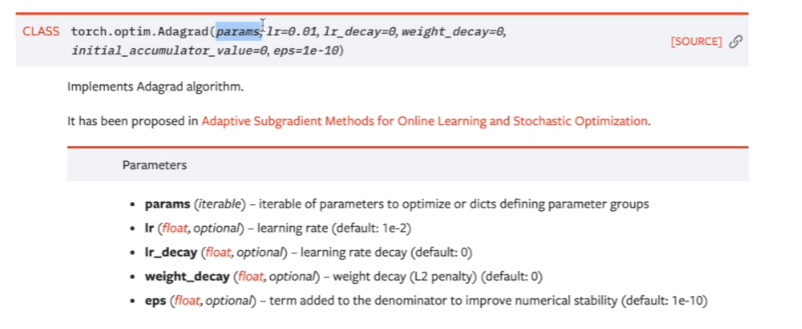 CLASS torch.optim.Adagrad(params, lr=0.01, lr_decay=0, weight_decay=0,
initial_accumulator_value=0, eps=1e-10)
[SOURCE]
Implements Adagrad algorithm.
It has been proposed in Adaptive Subgradient Methods for Online Learning and Stochastic Optimization.
Parameters
• params (iterable) – iterable of parameters to optimize or dicts defining parameter groups
• lr (float, optional) – learning rate (default: 1e-2)
• lr_decay (float, optional) – learning rate decay (default: 0)
• weight_decay (float, optional) – weight decay (L2 penalty) (default: 0)
• eps (float, optional) – term added to the denominator to improve numerical stability (default: 1e-10)